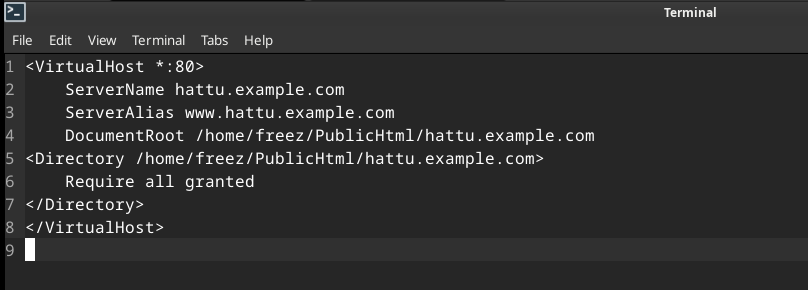 Terminal
File Edit View Terminal Tabs Help
1 <VirtualHost *:80>
2     ServerName hattu.example.com
3     ServerAlias www.hattu.example.com
4     DocumentRoot /home/freez/PublicHtml/hattu.example.com
5 <Directory /home/freez/PublicHtml/hattu.example.com>
6     Require all granted
7 </Directory>
8 </VirtualHost>
9